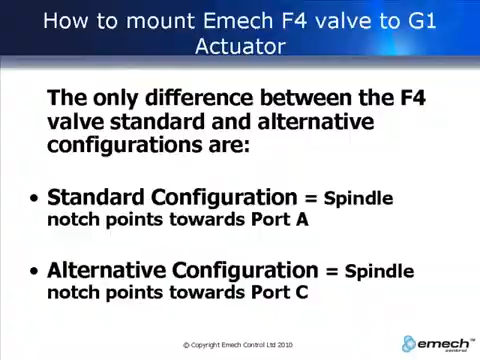 How to mount Emech F4 valve to G1
Actuator
The only difference between the F4
valve standard and alternative
configurations are:
• Standard Configuration = Spindle
notch points towards Port A
• Alternative Configuration = Spindle
notch points towards Port C
© Copyright Emech Control Ltd 2010
emech™
control